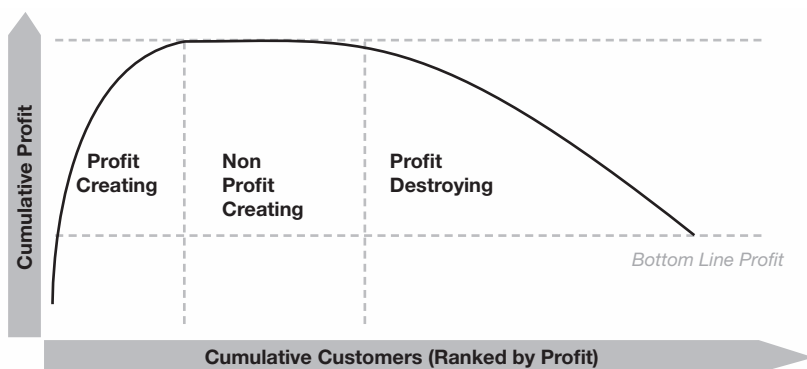 Cumulative Profit
Profit
Creating
Non
Profit
Creating
Profit
Destroying
Bottom Line Profit
Cumulative Customers (Ranked by Profit)